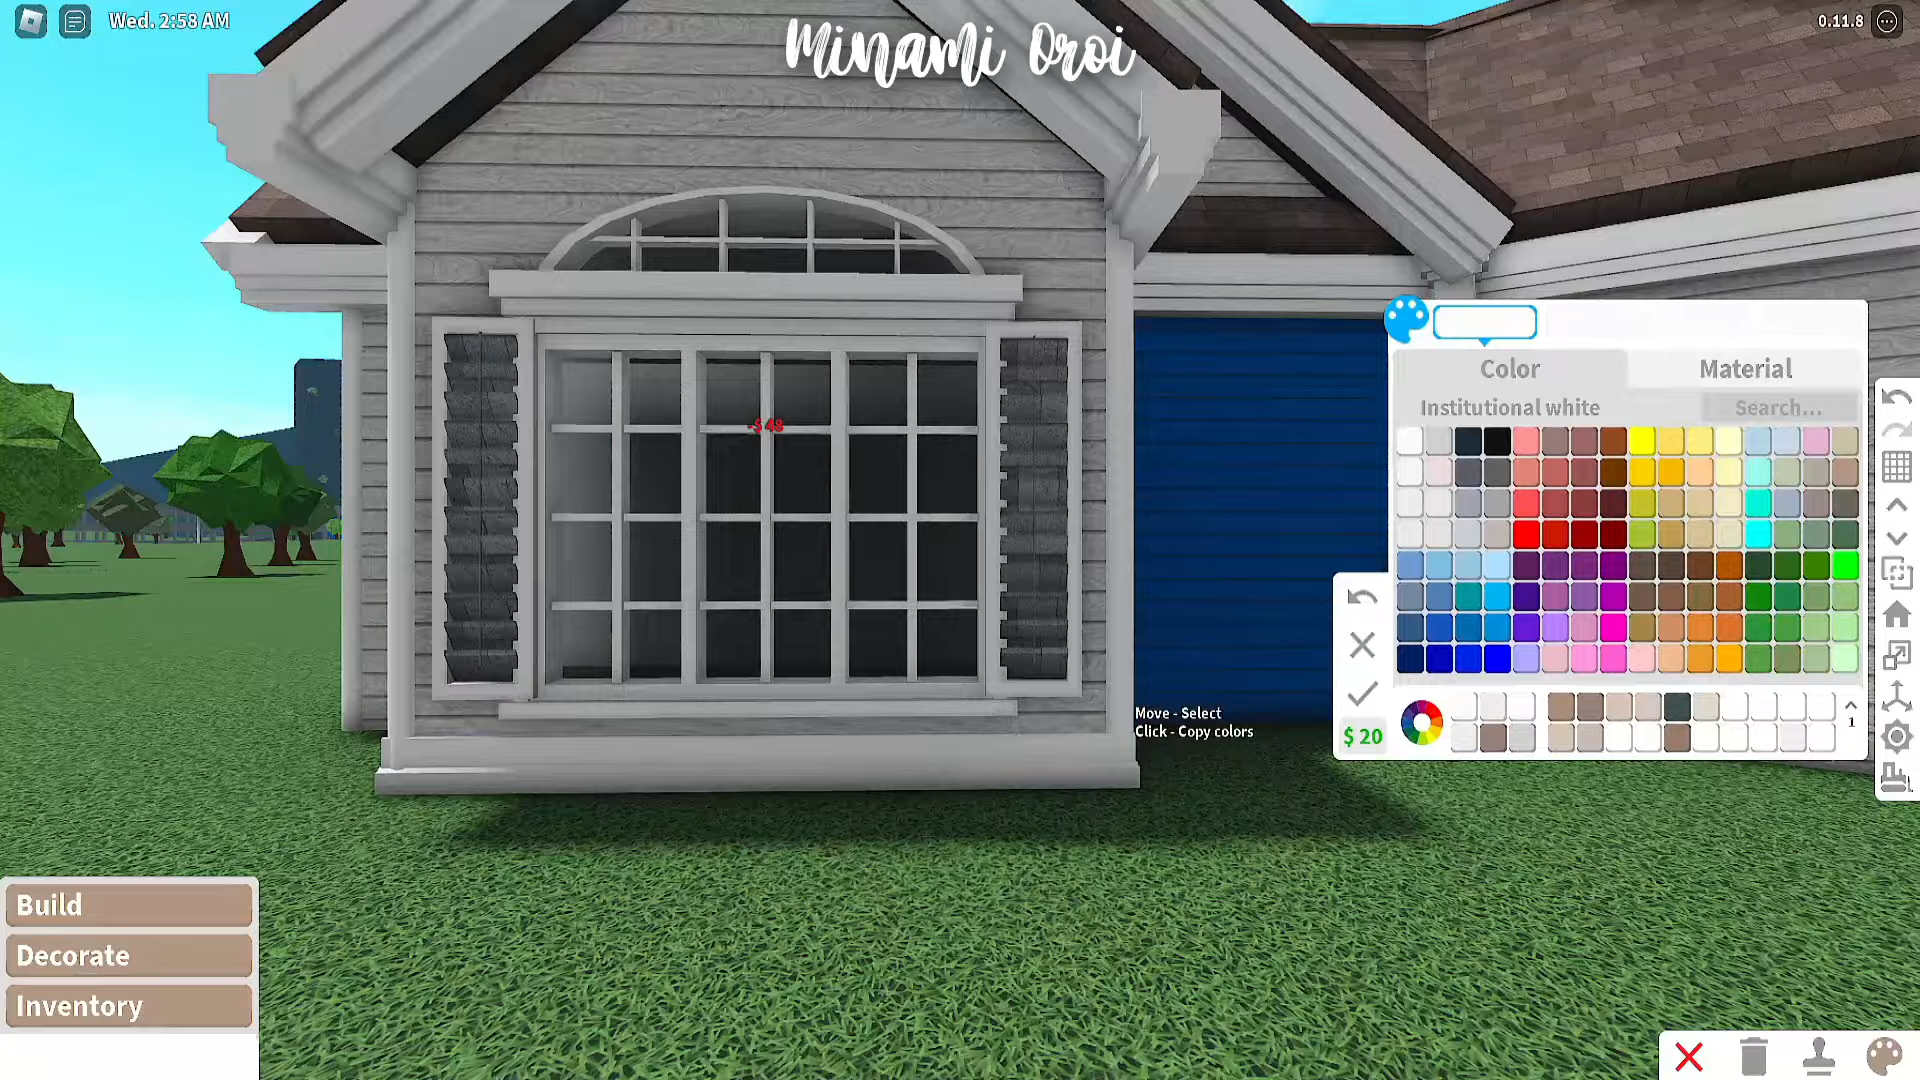 Wed. 2:58 AM
Minami Oroi
0.11.8
Color
Material
Institutional white
Search...
-$48
Move - Select
Click - Copy colors
$ 20
1
Build
Decorate
Inventory